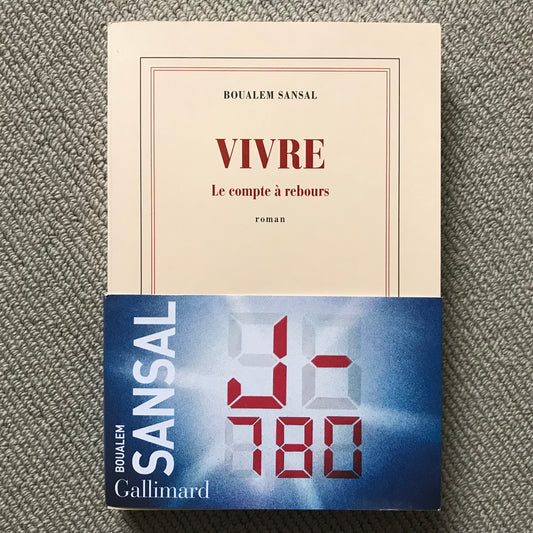 BOUALEM SANSAL
VIVRE
Le compte à rebours
roman
BOUALEM
SANSAL
J-
780
Gallimard